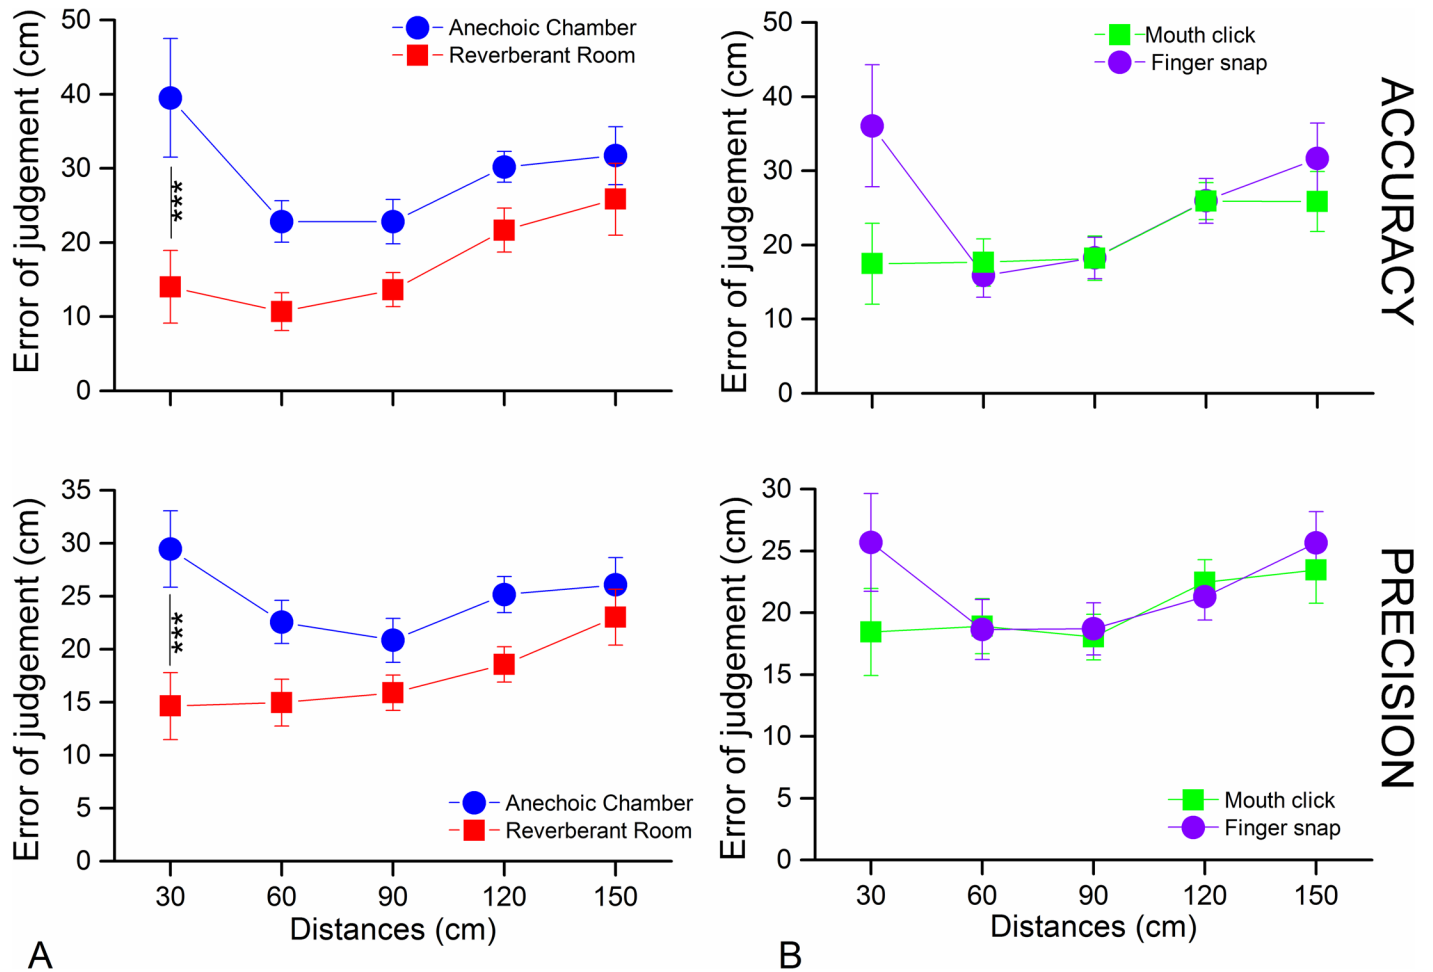 Anechoic Chamber
Reverberant Room
Error of judgement (cm)
50
40
30
20
10
0
***
Mouth click
Finger snap
Error of judgement (cm)
50
40
30
20
10
0
ACCURACY
Error of judgement (cm)
35
30
25
20
15
10
5
0
***
Anechoic Chamber
Reverberant Room
30 60 90 120 150
Distances (cm)
A
Error of judgement (cm)
30
25
20
15
10
5
0
Mouth click
Finger snap
30 60 90 120 150
Distances (cm)
B
PRECISION